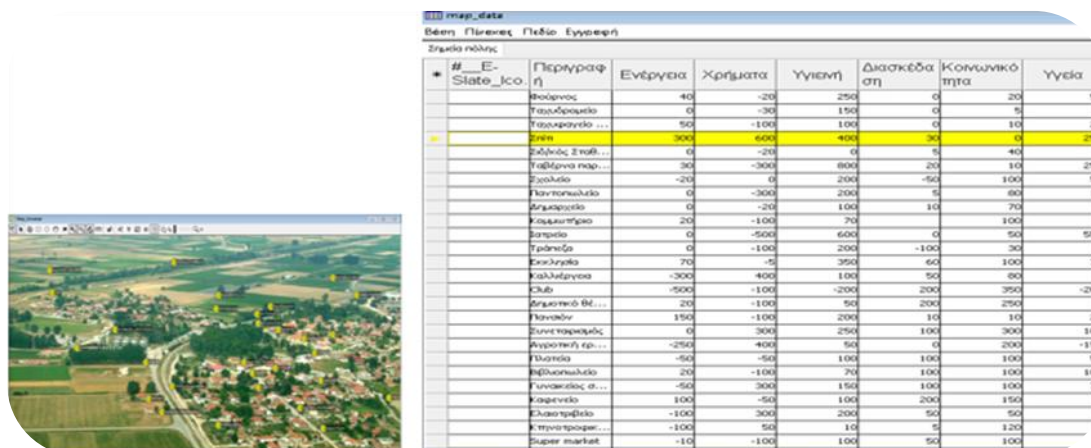 map_data
Βάση Πίνακες Πεδίο Εγγραφή
Σημεία πόλης
#__E-Slate_Ico. Περιγραφή Ενέργεια Χρήματα Υγιεινή Διασκέδαση Κοινωνικότητα Υγεία
Φούρνος 40 -20 250 0 20
Ταχυδρομείο 0 -30 150 0 5
Ταχυφαγείο ... 50 -100 100 0 10
Σπίτι 300 600 400 30 0
Σιδ/κός Σταθ... 0 -20 0 5 40
Ταβέρνα παρ... 30 -300 800 20 10
Σχολείο -20 0 200 -50 100
Παντοπωλείο 0 -300 200 5 80
Δημαρχείο 0 -20 100 10 70
Κομμωτήριο 20 -100 70 100
Ιατρείο 0 -500 600 0 50
Τράπεζα 0 -100 200 -100 30
Εκκλησία 70 -5 350 60 100
Καλλιέργεια -300 400 100 50 80
Club -500 -100 -200 200 350
Δημοτικό θέ... 20 -100 50 200 250
Πανσιόν 150 -100 200 10 10
Συνεταιρισμός 0 300 250 100 300
Αγροτική ερ... -250 400 50 0 200
Πλατεία -50 -50 100 100 100
Βιβλιοπωλείο 20 -100 70 100 100
Γυναικείος σ... -50 300 150 100 100
Καφενείο 100 -50 100 200 150
Ελαιοτριβείο -100 300 200 50 50
Κτηνοτροφικ... -100 50 10 5 120
Super market -10 -100 100 50 100